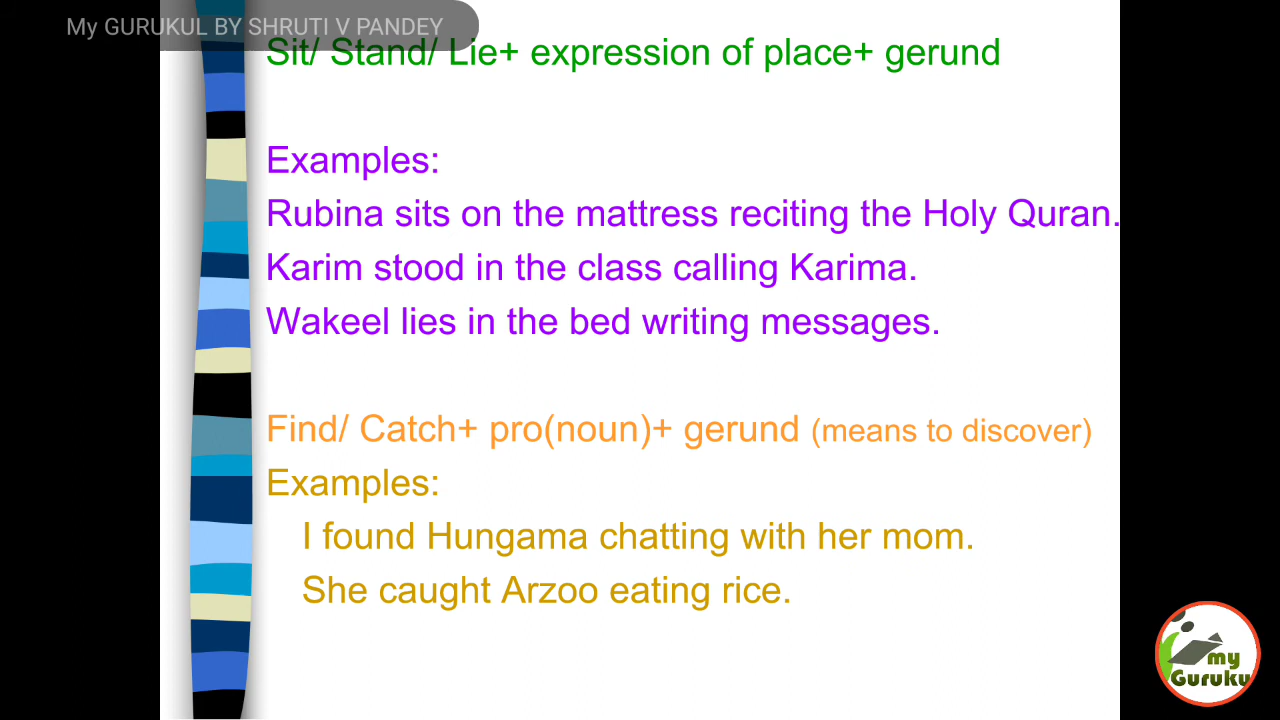 My GURUKUL BY SHRUTI V PANDEY
Sit/ Stand/ Lie+ expression of place+ gerund
Examples:
Rubina sits on the mattress reciting the Holy Quran.
Karim stood in the class calling Karima.
Wakeel lies in the bed writing messages.
Find/ Catch+ pro(noun)+ gerund (means to discover)
Examples:
I found Hungama chatting with her mom.
She caught Arzoo eating rice.
my
Guruku